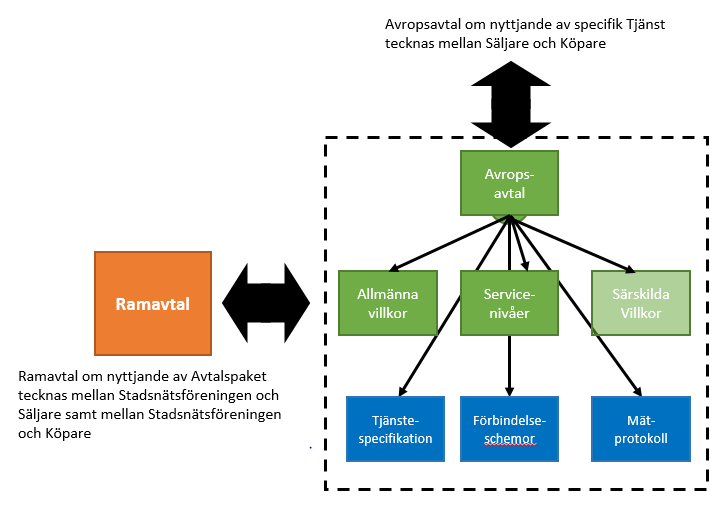 Avropsavtal om nyttjande av specifik Tjänst
tecknas mellan Säljare och Köpare
Avrops-
avtal
Ramavtal
Allmänna
villkor
Service-
nivåer
Särskilda
Villkor
Ramavtal om nyttjande av Avtalspaket
tecknas mellan Stadsnätsföreningen och
Säljare samt mellan Stadsnätsföreningen
och Köpare
Tjänste-
specifikation
Förbindelse-
schemor
Mät-
protokoll